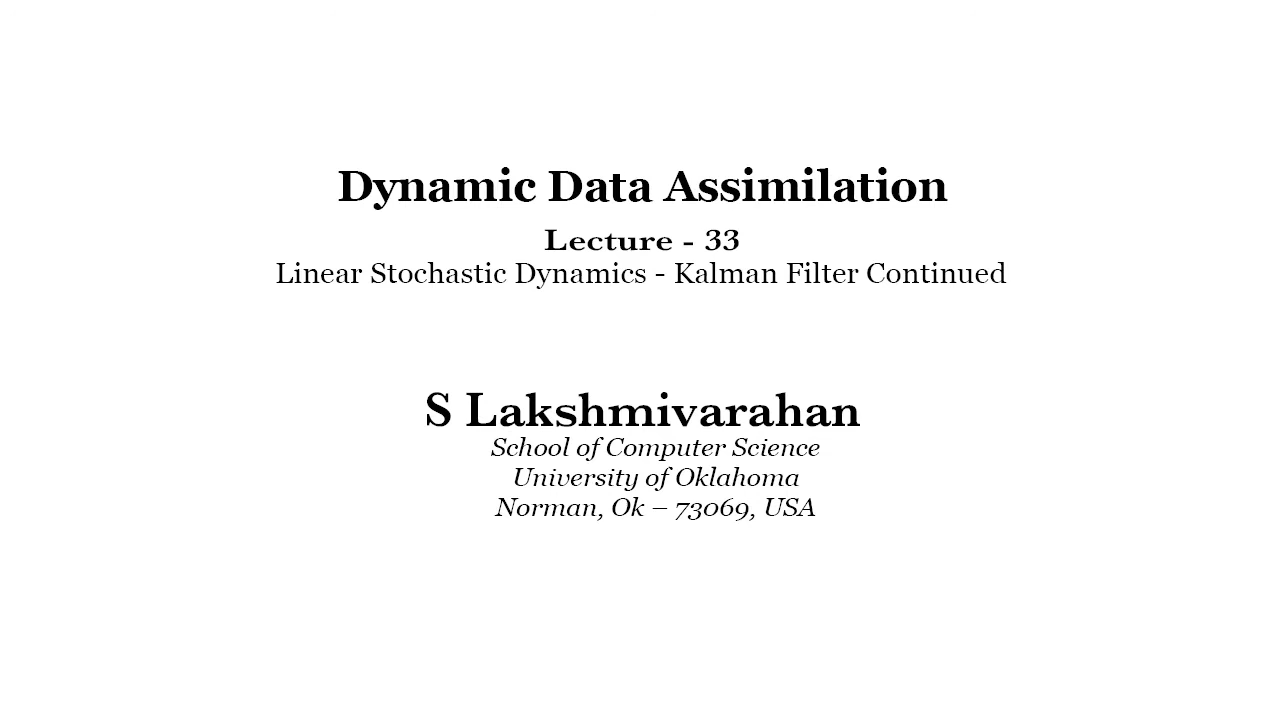 Dynamic Data Assimilation
Lecture - 33
Linear Stochastic Dynamics - Kalman Filter Continued
S Lakshmivarahan
School of Computer Science
University of Oklahoma
Norman, Ok – 73069, USA